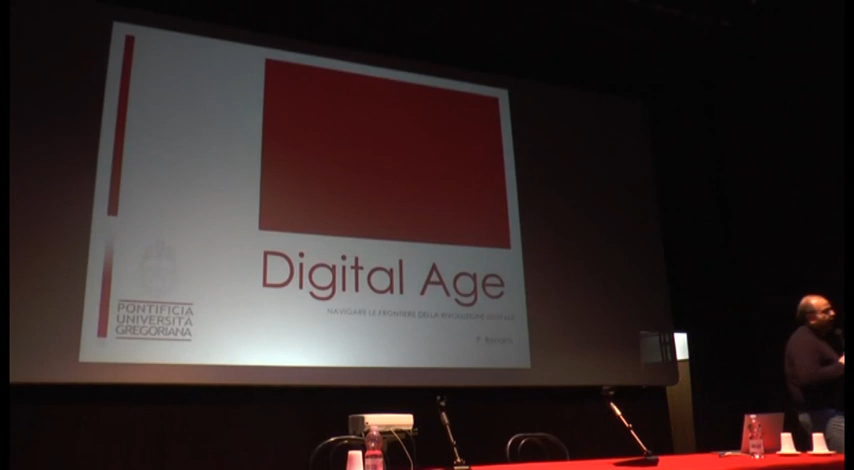 Digital Age
NAVIGARE LE FRONTIERE DELLA RIVOLUZIONE DIGITALE
PONTIFICIA
UNIVERSITÀ
GREGORIANA